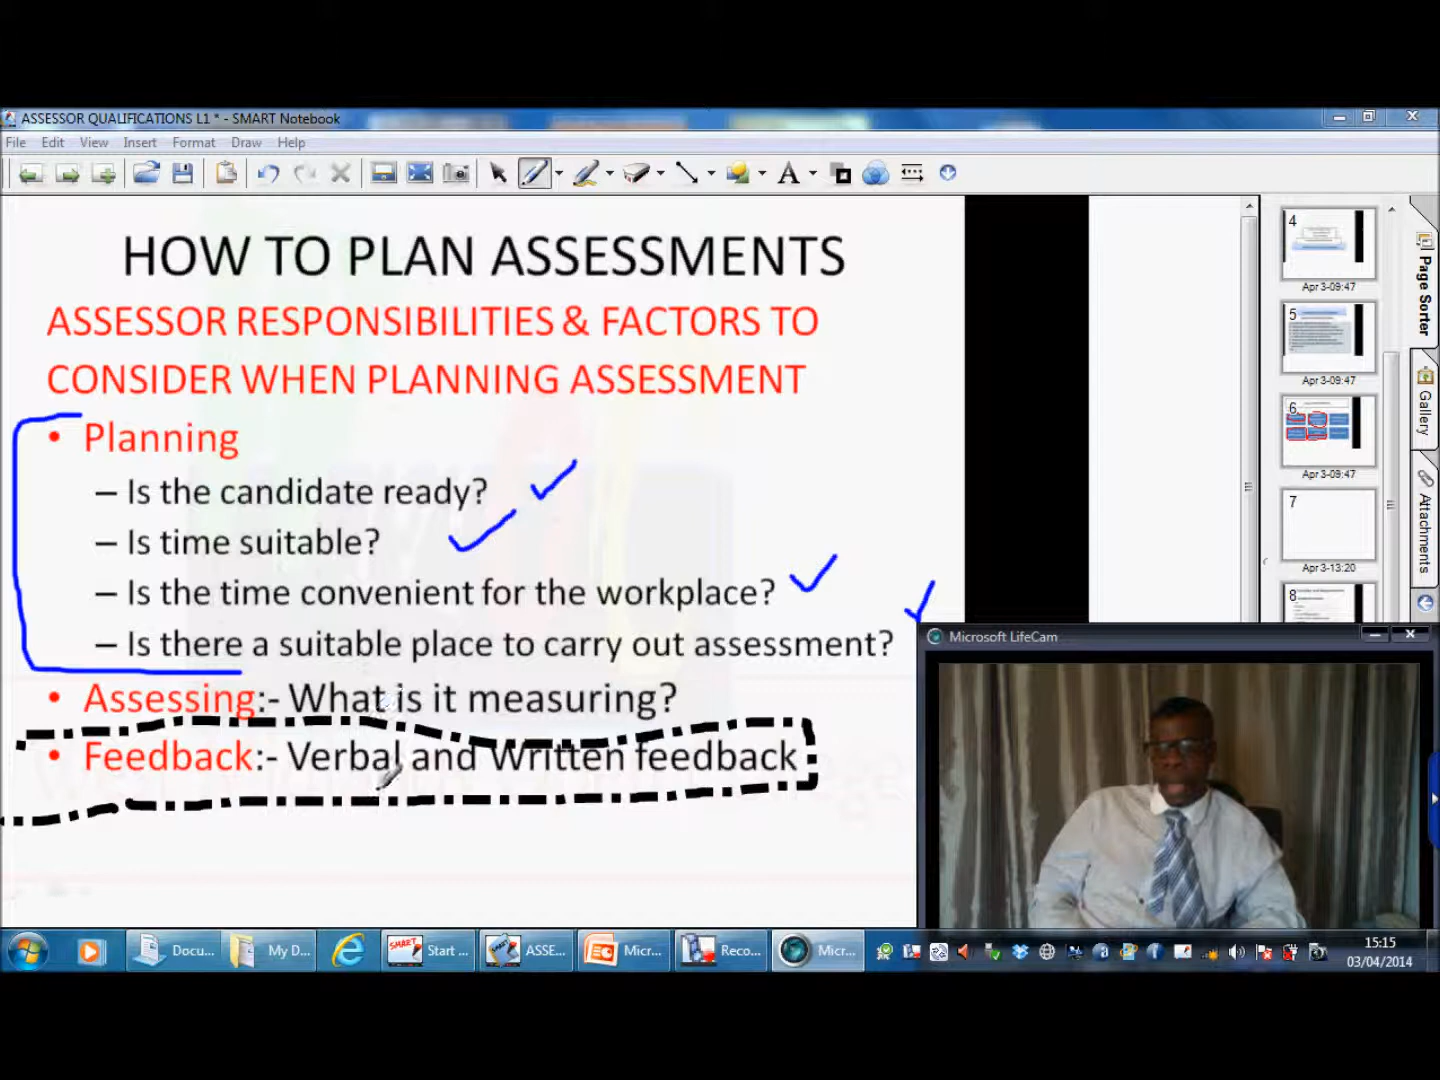 ASSESSOR QUALIFICATIONS L1 * - SMART Notebook
File Edit View Insert Format Draw Help
HOW TO PLAN ASSESSMENTS
ASSESSOR RESPONSIBILITIES & FACTORS TO
CONSIDER WHEN PLANNING ASSESSMENT
• Planning
– Is the candidate ready?
– Is time suitable?
– Is the time convenient for the workplace?
– Is there a suitable place to carry out assessment?
• Assessing:- What is it measuring?
• Feedback:- Verbal and Written feedback
4
Apr 3-09:47
5
Apr 3-09:47
6
Apr 3-09:47
7
Apr 3-13:20
8
Page Sorter
Gallery
Attachments
Microsoft LifeCam
Docu... My D... SMART Start ... ASSE... Micr... Reco... Micr...
15:15
03/04/2014